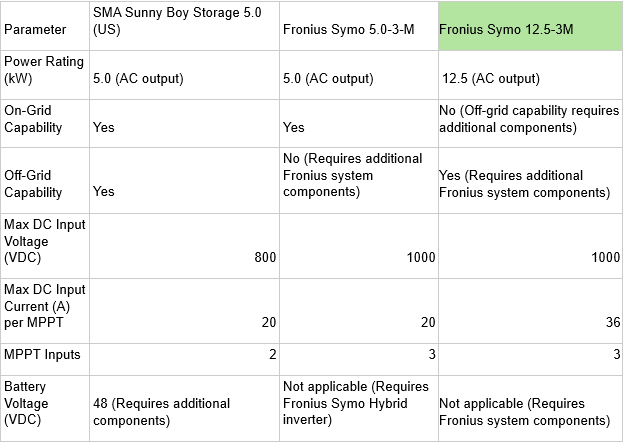 Parameter
SMA Sunny Boy Storage 5.0
(US)
Fronius Symo 5.0-3-M
Fronius Symo 12.5-3M
Power Rating
(kW)
5.0 (AC output)
5.0 (AC output)
12.5 (AC output)
On-Grid
Capability
Yes
Yes
No (Off-grid capability requires
additional components)
Off-Grid
Capability
Yes
No (Requires additional
Fronius system
components)
Yes (Requires additional
Fronius system components)
Max DC Input
Voltage
(VDC)
800
1000
1000
Max DC Input
Current (A)
per MPPT
20
20
36
MPPT Inputs
2
3
3
Battery
Voltage
(VDC)
48 (Requires additional
components)
Not applicable (Requires
Fronius Symo Hybrid
inverter)
Not applicable (Requires
Fronius system components)